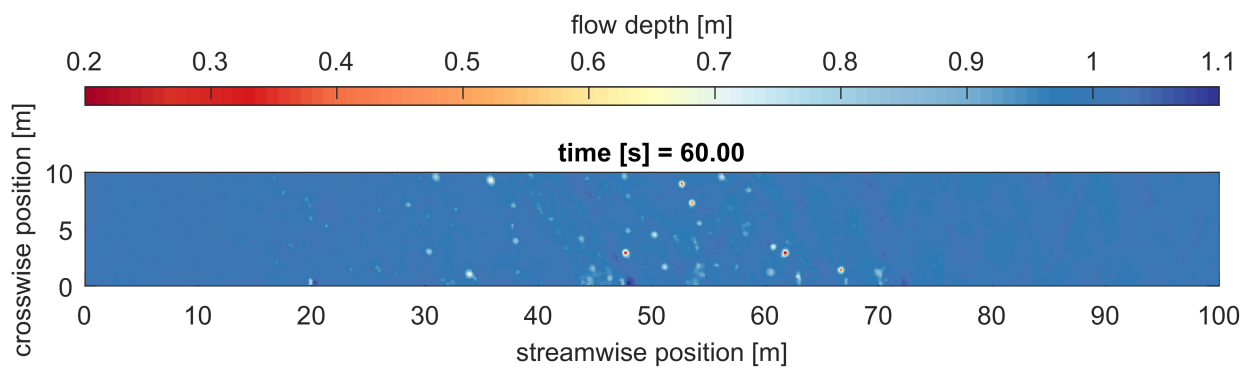 flow depth [m]
0.2 0.3 0.4 0.5 0.6 0.7 0.8 0.9 1 1.1
time [s] = 60.00
crosswise position [m]
10
5
0
0 10 20 30 40 50 60 70 80 90 100
streamwise position [m]